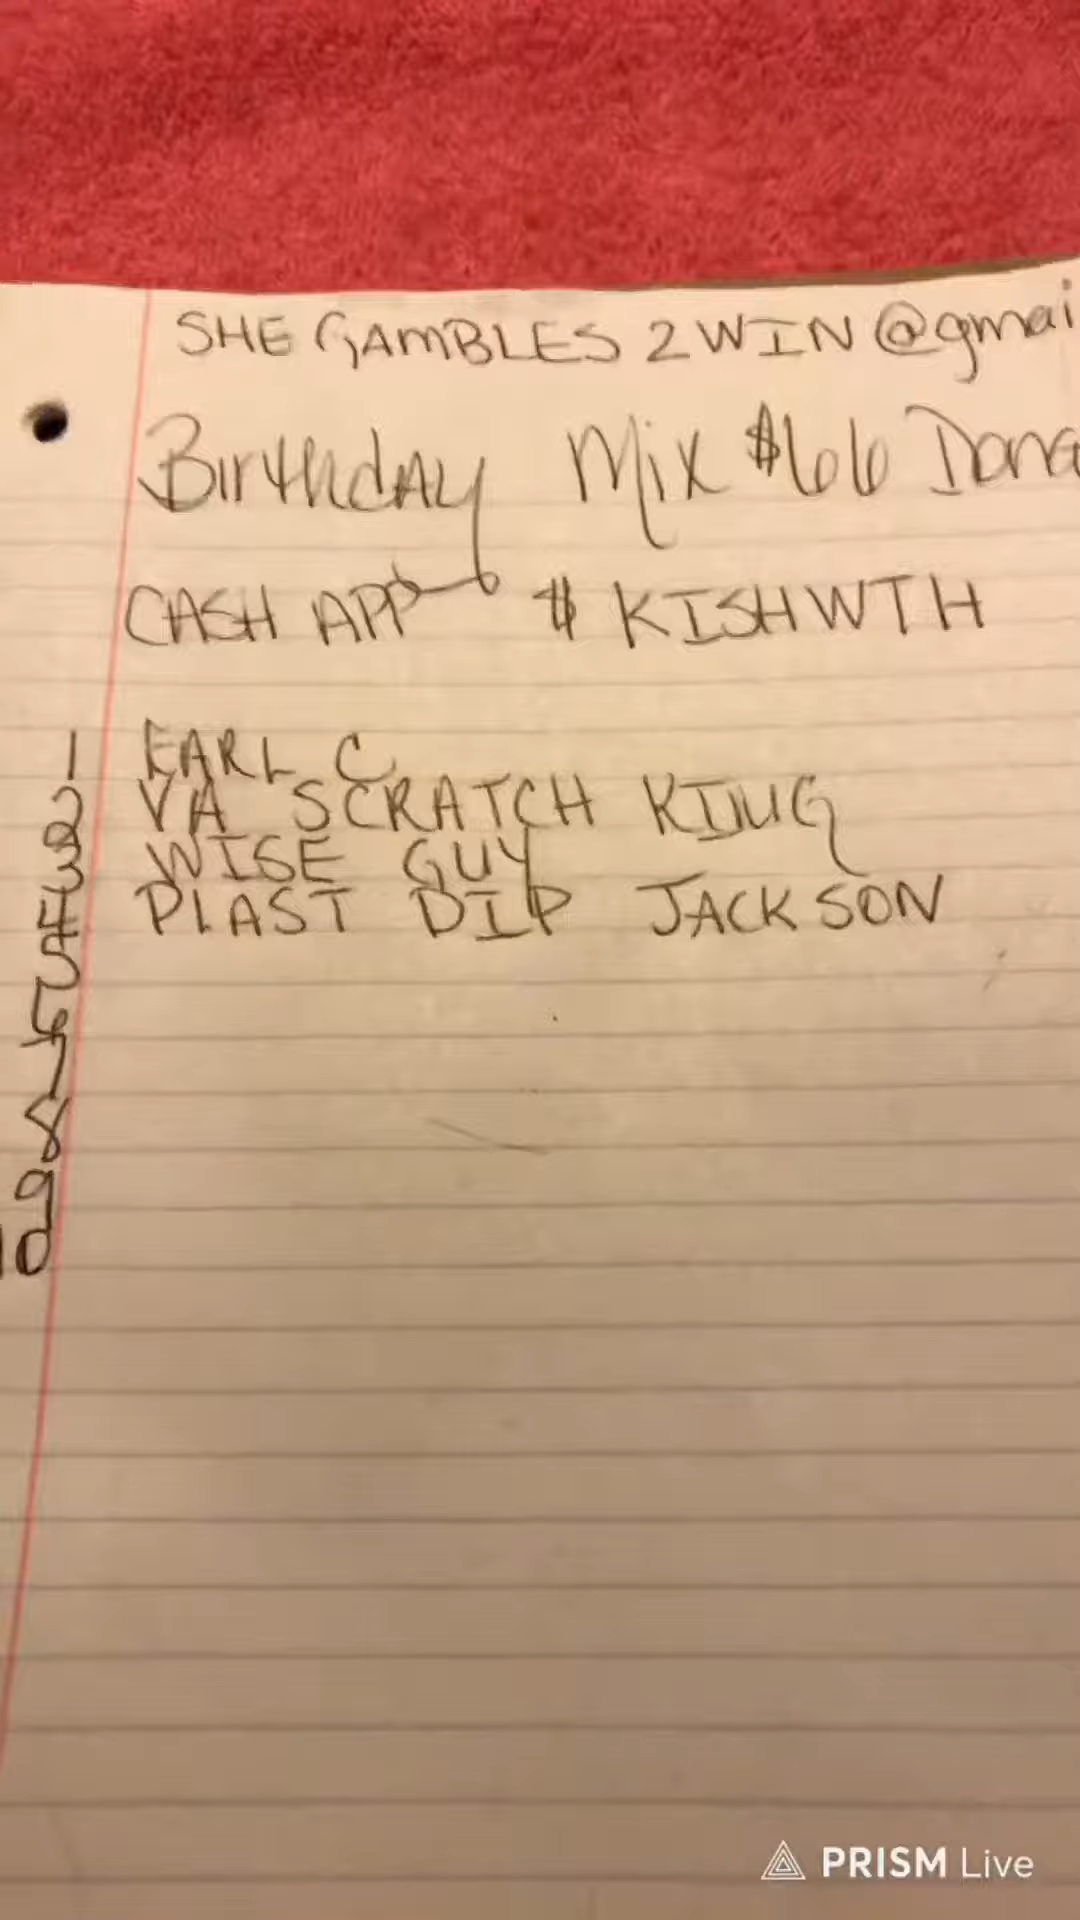 SHE GAMBLES 2 WIN @gmai
Birthday Mix $66 Dona
CASH APP $ KISHWTH
1 EARL C
2 VA SCRATCH KING
3 WISE GUY
4 PLAST DIP JACKSON
5
6
7
8
9
10
PRISM Live